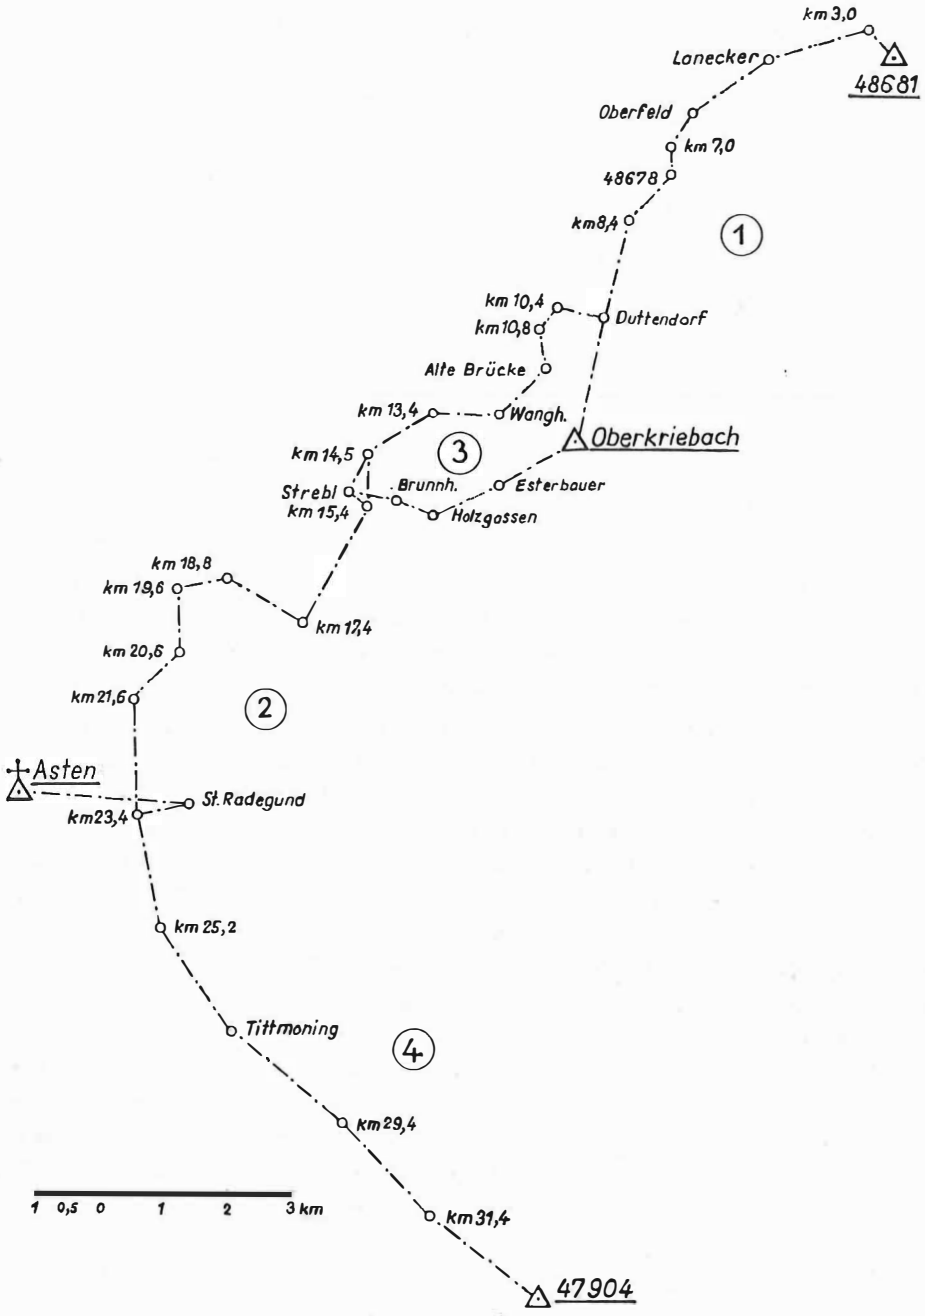 km 3,0
Lanecker
48681
Oberfeld
km 7,0
48678
km 8,4
1
km 10,4
Duttendorf
km 10,8
Alte Brücke
km 13,4
Wangh.
Oberkriebach
km 14,5
3
Strebl
Brunnh.
Esterbauer
km 15,4
Holzgassen
km 18,8
km 19,6
km 17,4
km 20,6
km 21,6
2
Asten
St. Radegund
km 23,4
km 25,2
Tittmoning
4
km 29,4
1 0,5 0 1 2 3 km
km 31,4
47904